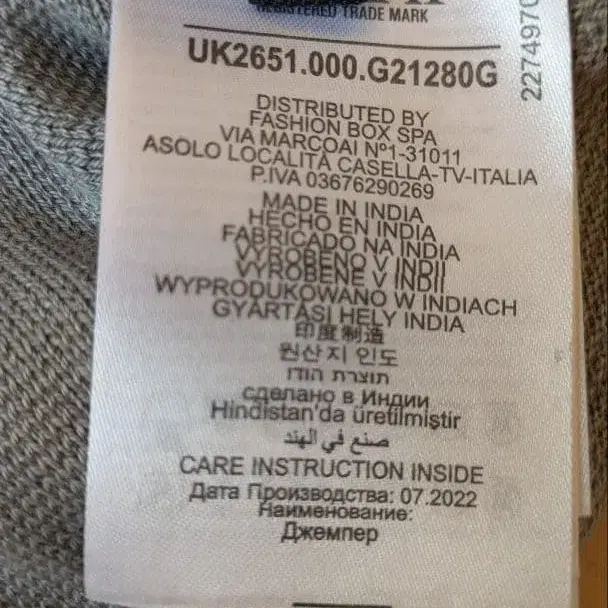 REGISTERED TRADE MARK
UK2651.000.G21280G
DISTRIBUTED BY
FASHION BOX SPA
VIA MARCOAI Nº1-31011
ASOLO LOCALITÀ CASELLA-TV-ITALIA
P.IVA 03676290269
MADE IN INDIA
HECHO EN INDIA
FABRICADO NA ÍNDIA
VYROBENO V INDII
VYROBENÉ V INDII
WYPRODUKOWANO W INDIACH
GYÁRTÁSI HELY INDIA
印度制造
원산지 인도
תוצרת הודו
сделано в Индии
Hindistan'da üretilmiştir
صنع في الهند
CARE INSTRUCTION INSIDE
Дата Производства: 07.2022
Наименование:
Джемпер